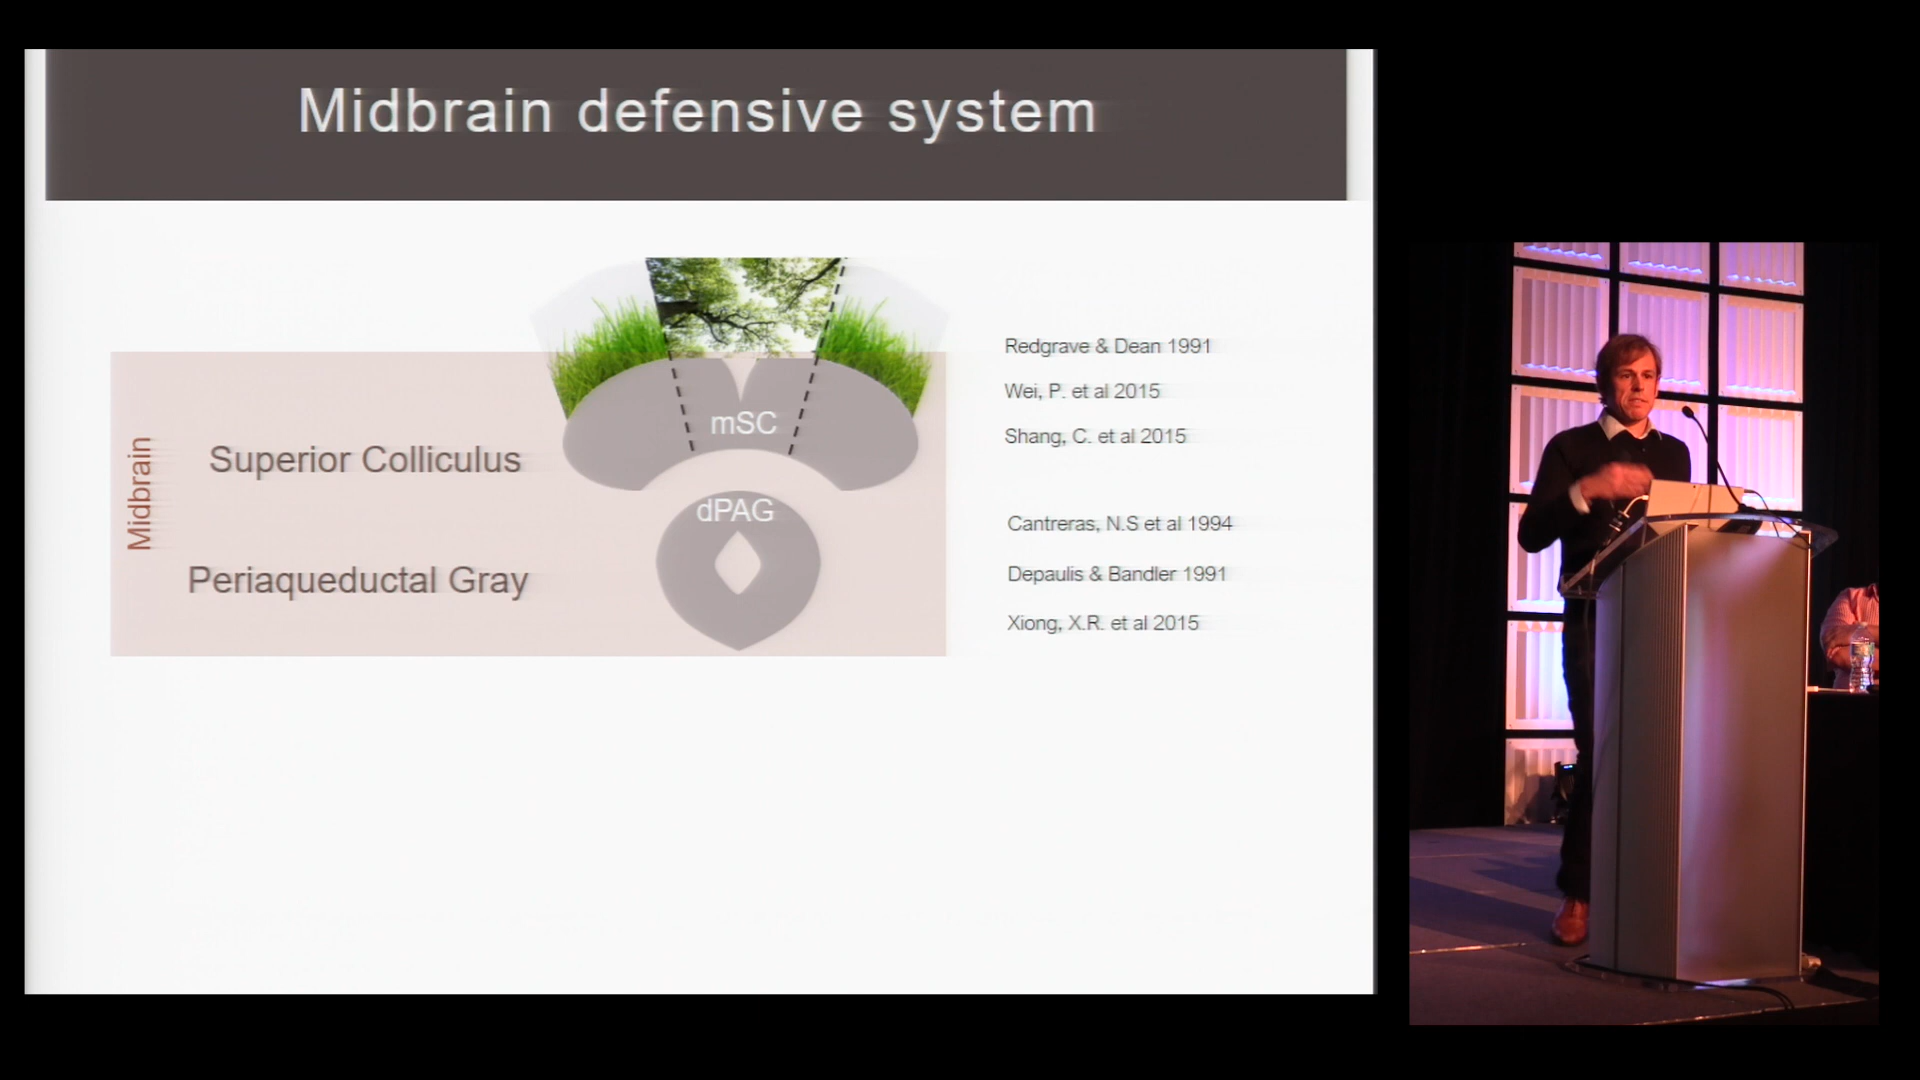 Midbrain defensive system
Midbrain
Superior Colliculus
Periaqueductal Gray
mSC
dPAG
Redgrave & Dean 1991
Wei, P. et al 2015
Shang, C. et al 2015
Cantreras, N.S et al 1994
Depaulis & Bandler 1991
Xiong, X.R. et al 2015